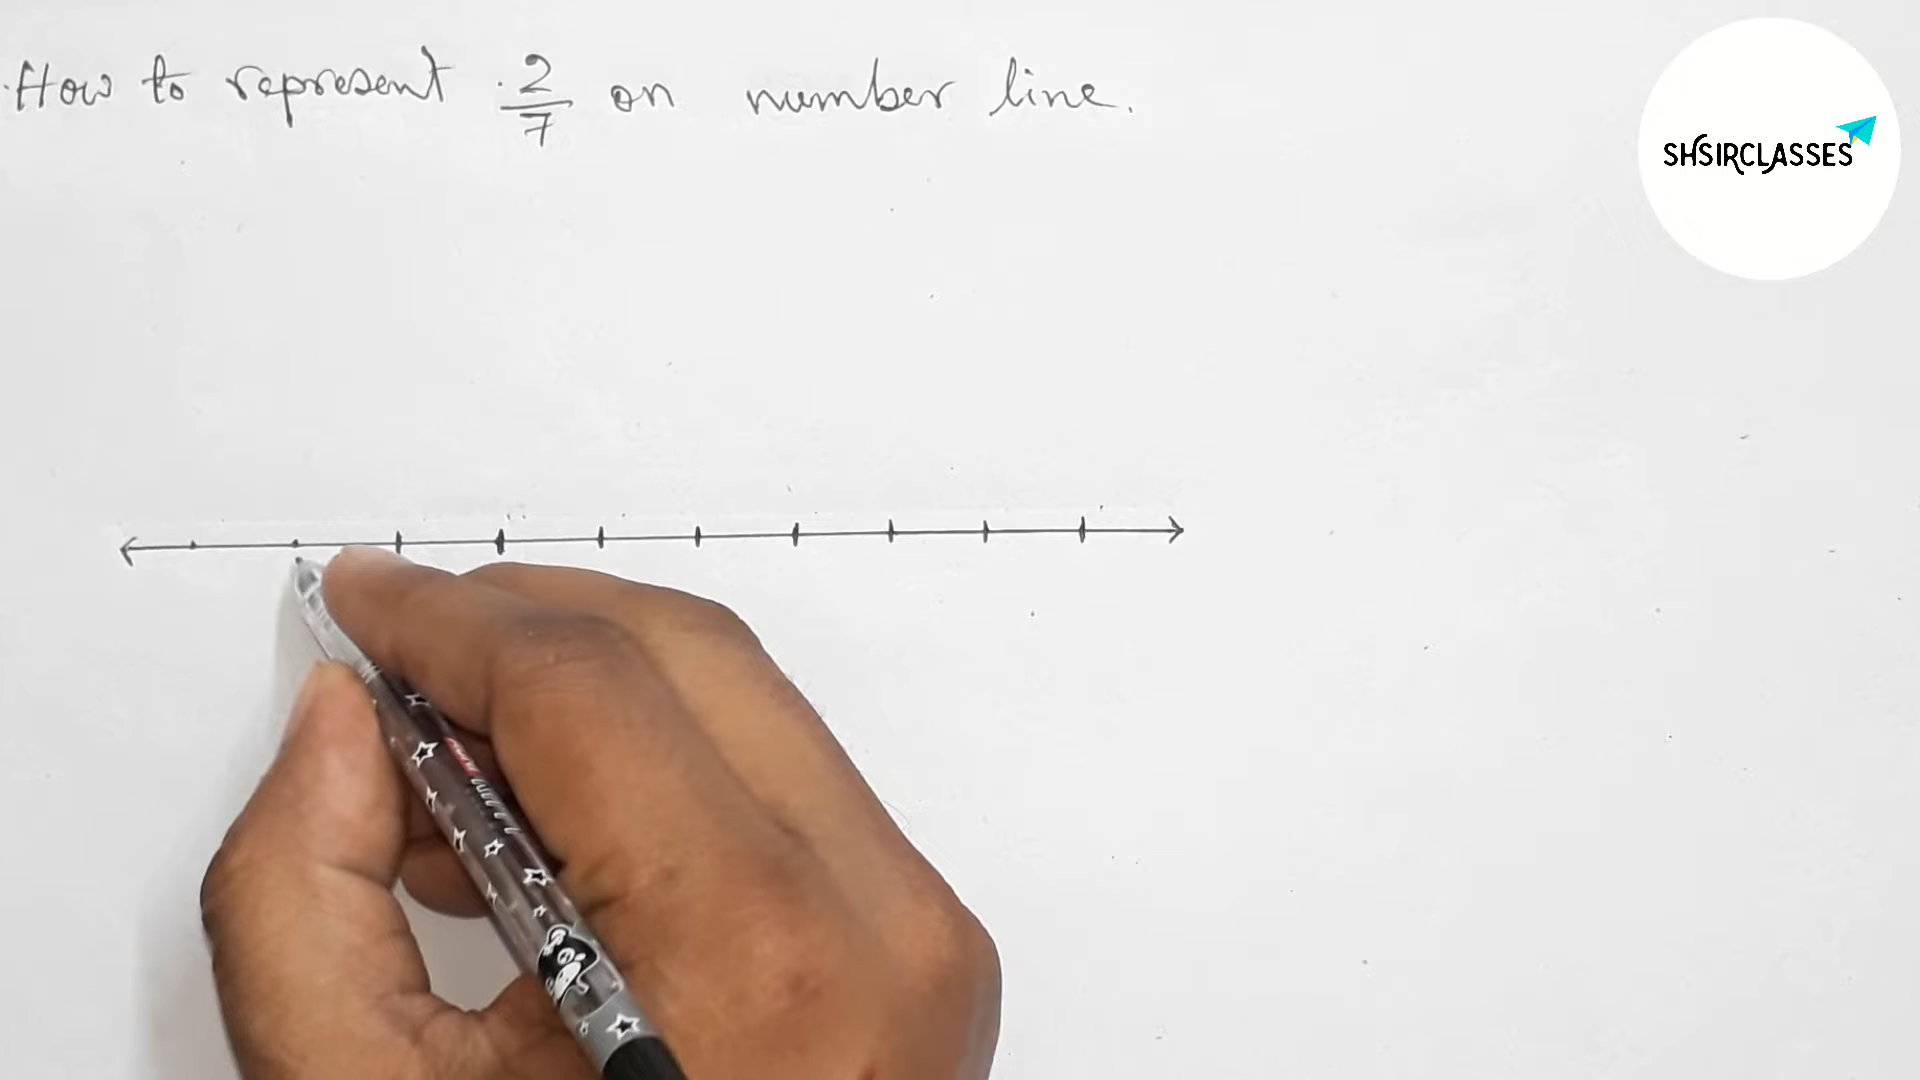 How to represent 2/7 on number line.
SHSIRCLASSES